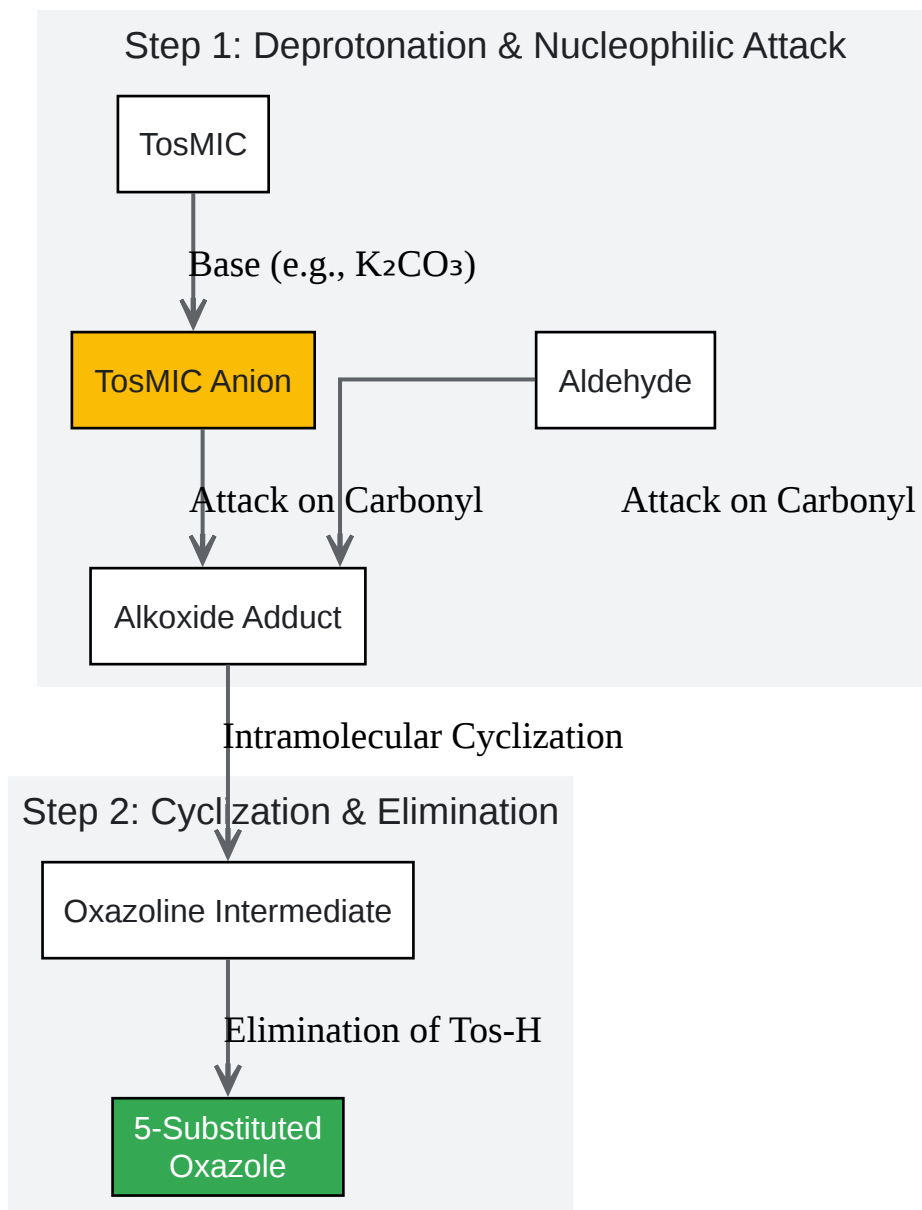 Step 1: Deprotonation & Nucleophilic Attack
TosMIC
Base (e.g., K₂CO₃)
TosMIC Anion
Aldehyde
Attack on Carbonyl
Attack on Carbonyl
Alkoxide Adduct
Intramolecular Cyclization
Step 2: Cyclization & Elimination
Oxazoline Intermediate
Elimination of Tos-H
5-Substituted
Oxazole